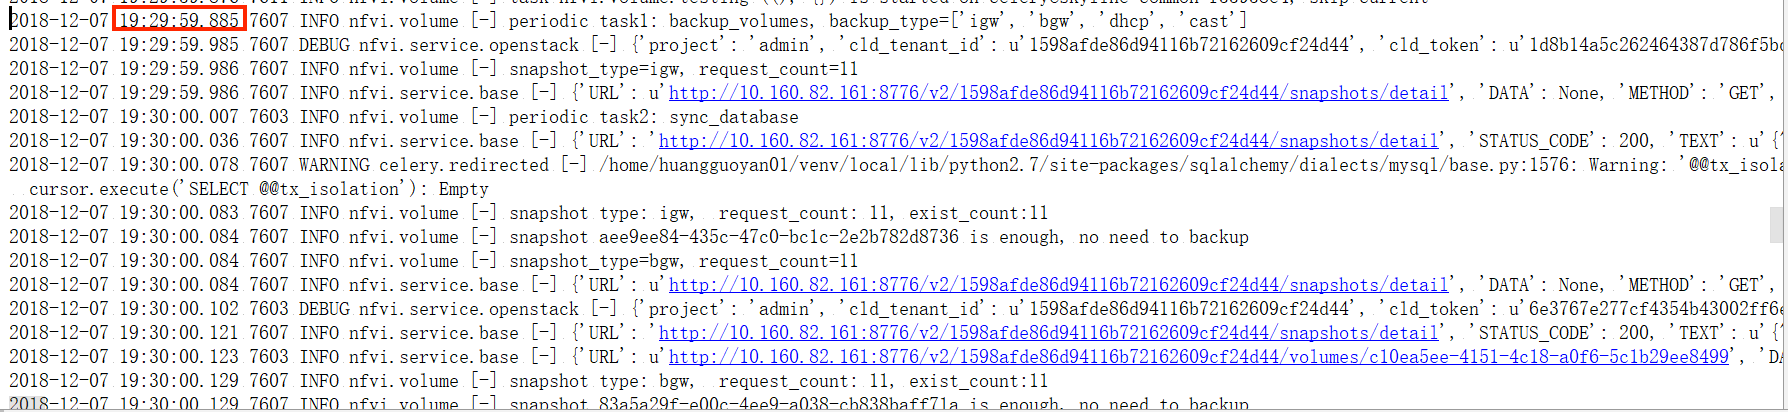 2018-12-07 19:29:59.885 7607 INFO nfvi.volume [-] periodic task1: backup_volumes, backup_type=['igw', 'bgw', 'dhcp', 'cast']
2018-12-07 19:29:59.985 7607 DEBUG nfvi.service.openstack [-] {'project': 'admin', 'cld_tenant_id': u'1598afde86d94116b72162609cf24d44', 'cld_token': u'1d8b14a5c262464387d786f5bc
2018-12-07 19:29:59.986 7607 INFO nfvi.volume [-] snapshot_type=igw, request_count=11
2018-12-07 19:29:59.986 7607 INFO nfvi.service.base [-] {'URL': u'http://10.160.82.161:8776/v2/1598afde86d94116b72162609cf24d44/snapshots/detail', 'DATA': None, 'METHOD': 'GET',
2018-12-07 19:30:00.007 7603 INFO nfvi.volume [-] periodic task2: sync_database
2018-12-07 19:30:00.036 7607 INFO nfvi.service.base [-] {'URL': 'http://10.160.82.161:8776/v2/1598afde86d94116b72162609cf24d44/snapshots/detail', 'STATUS_CODE': 200, 'TEXT': u'{
2018-12-07 19:30:00.078 7607 WARNING celery.redirected [-] /home/huangguoyan01/venv/local/lib/python2.7/site-packages/sqlalchemy/dialects/mysql/base.py:1576: Warning: '@@tx_isola
cursor.execute('SELECT @@tx_isolation'): Empty
2018-12-07 19:30:00.083 7607 INFO nfvi.volume [-] snapshot type: igw, request_count: 11, exist_count:11
2018-12-07 19:30:00.084 7607 INFO nfvi.volume [-] snapshot aee9ee84-435c-47c0-bc1c-2e2b782d8736 is enough, no need to backup
2018-12-07 19:30:00.084 7607 INFO nfvi.volume [-] snapshot_type=bgw, request_count=11
2018-12-07 19:30:00.084 7607 INFO nfvi.service.base [-] {'URL': u'http://10.160.82.161:8776/v2/1598afde86d94116b72162609cf24d44/snapshots/detail', 'DATA': None, 'METHOD': 'GET',
2018-12-07 19:30:00.102 7603 DEBUG nfvi.service.openstack [-] {'project': 'admin', 'cld_tenant_id': u'1598afde86d94116b72162609cf24d44', 'cld_token': u'6e3767e277cf4354b43002ff6e
2018-12-07 19:30:00.121 7607 INFO nfvi.service.base [-] {'URL': 'http://10.160.82.161:8776/v2/1598afde86d94116b72162609cf24d44/snapshots/detail', 'STATUS_CODE': 200, 'TEXT': u'{
2018-12-07 19:30:00.123 7603 INFO nfvi.service.base [-] {'URL': u'http://10.160.82.161:8776/v2/1598afde86d94116b72162609cf24d44/volumes/c10ea5ee-4151-4c18-a0f6-5c1b29ee8499', 'DA
2018-12-07 19:30:00.129 7607 INFO nfvi.volume [-] snapshot type: bgw, request_count: 11, exist_count:11
2018-12-07 19:30:00.129 7607 INFO nfvi.volume [-] snapshot 83a5a29f-e00c-4ee9-a038-cb838baff71a is enough, no need to backup